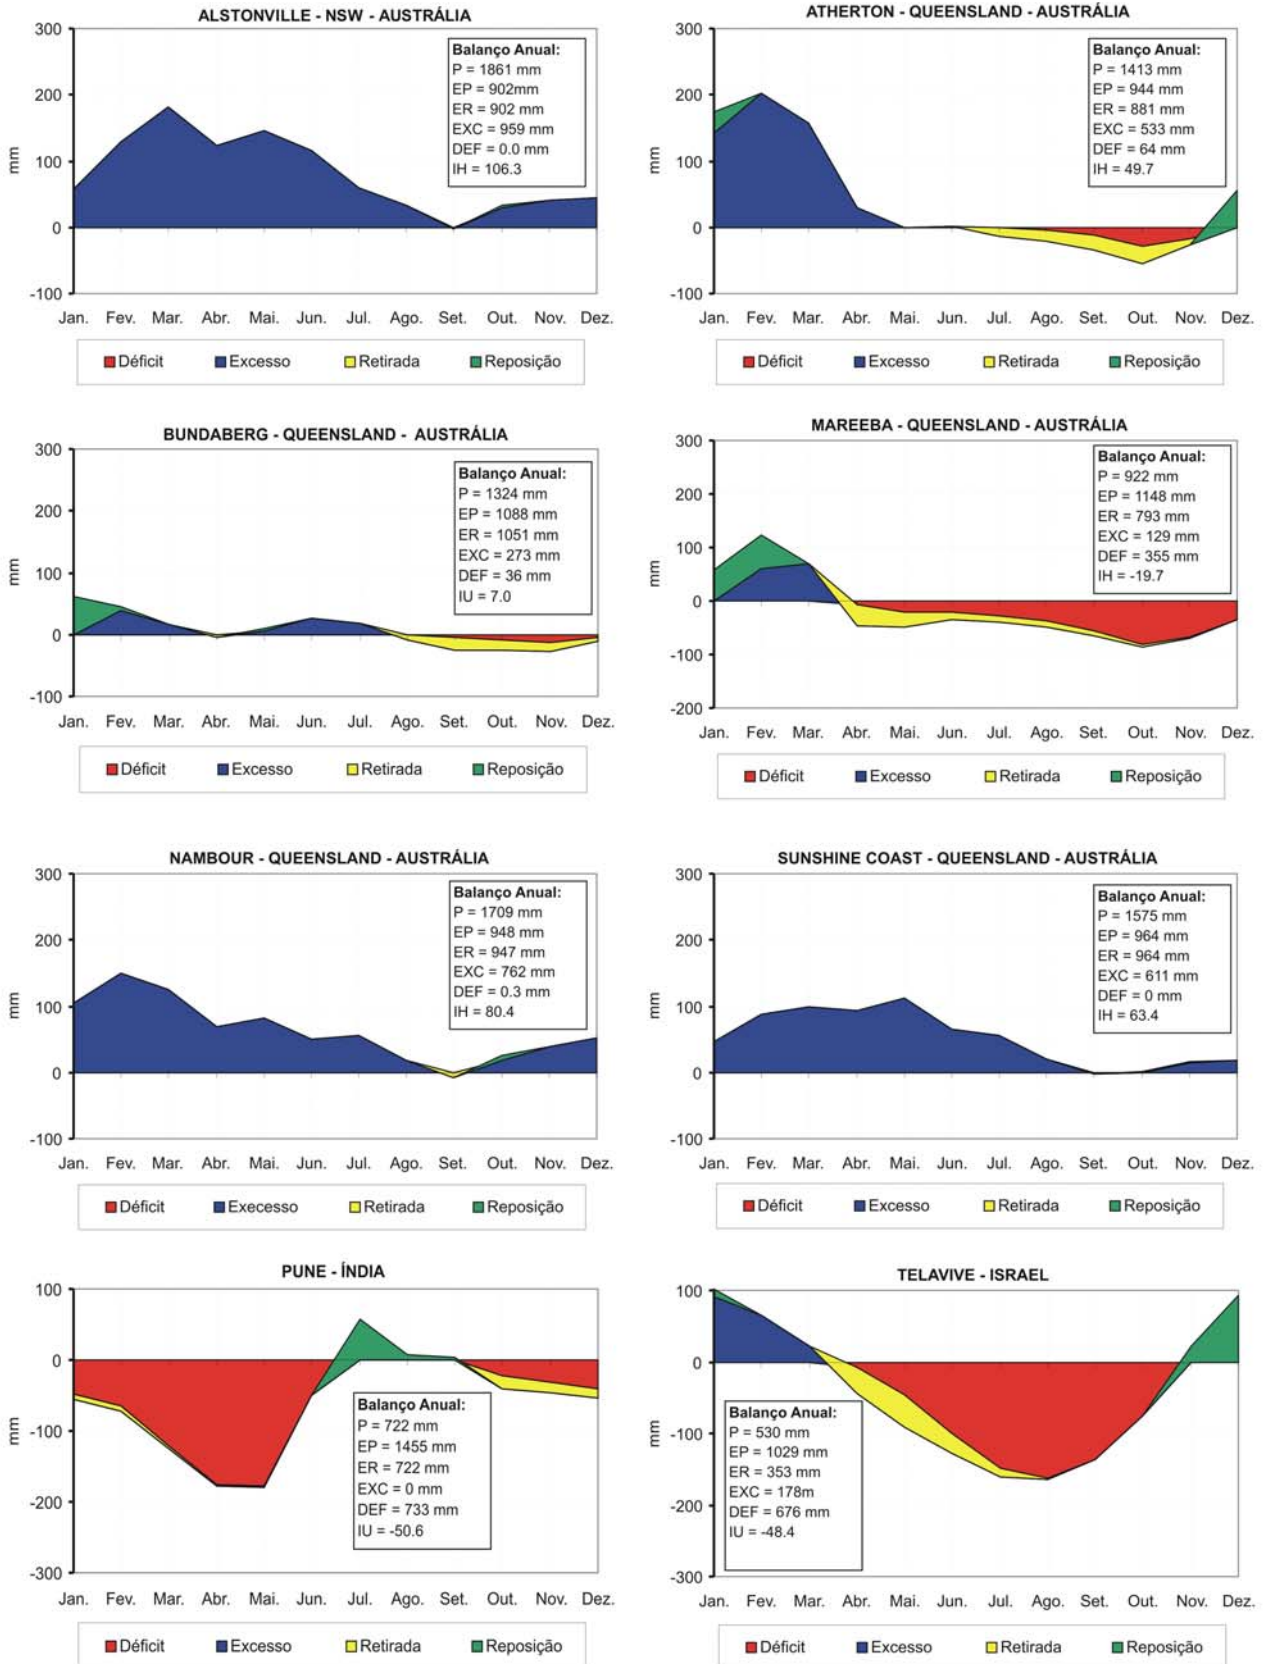 ALSTONVILLE - NSW - AUSTRÁLIA
300
200
100
0
-100
mm
Balanço Anual:
P = 1861 mm
EP = 902mm
ER = 902 mm
EXC = 959 mm
DEF = 0.0 mm
IH = 106.3
Jan. Fev. Mar. Abr. Mai. Jun. Jul. Ago. Set. Out. Nov. Dez.
Déficit Excesso Retirada Reposição
ATHERTON - QUEENSLAND - AUSTRÁLIA
300
200
100
0
-100
mm
Balanço Anual:
P = 1413 mm
EP = 944 mm
ER = 881 mm
EXC = 533 mm
DEF = 64 mm
IH = 49.7
Jan. Fev. Mar. Abr. Mai. Jun. Jul. Ago. Set. Out. Nov. Dez.
Déficit Excesso Retirada Reposição
BUNDABERG - QUEENSLAND - AUSTRÁLIA
300
200
100
0
-100
mm
Balanço Anual:
P = 1324 mm
EP = 1088 mm
ER = 1051 mm
EXC = 273 mm
DEF = 36 mm
IU = 7.0
Jan. Fev. Mar. Abr. Mai. Jun. Jul. Ago. Set. Out. Nov. Dez.
Déficit Excesso Retirada Reposição
MAREEBA - QUEENSLAND - AUSTRÁLIA
300
200
100
0
-100
-200
mm
Balanço Anual:
P = 922 mm
EP = 1148 mm
ER = 793 mm
EXC = 129 mm
DEF = 355 mm
IH = -19.7
Jan. Fev. Mar. Abr. Mai. Jun. Jul. Ago. Set. Out. Nov. Dez.
Déficit Excesso Retirada Reposição
NAMBOUR - QUEENSLAND - AUSTRÁLIA
300
200
100
0
-100
mm
Balanço Anual:
P = 1709 mm
EP = 948 mm
ER = 947 mm
EXC = 762 mm
DEF = 0.3 mm
IH = 80.4
Jan. Fev. Mar. Abr. Mai. Jun. Jul. Ago. Set. Out. Nov. Dez.
Déficit Execesso Retirada Reposição
SUNSHINE COAST - QUEENSLAND - AUSTRÁLIA
300
200
100
0
-100
mm
Balanço Anual:
P = 1575 mm
EP = 964 mm
ER = 964 mm
EXC = 611 mm
DEF = 0 mm
IH = 63.4
Jan. Fev. Mar. Abr. Mai. Jun. Jul. Ago. Set. Out. Nov. Dez.
Déficit Excesso Retirada Reposição
PUNE - ÍNDIA
100
0
-100
-200
-300
mm
Balanço Anual:
P = 722 mm
EP = 1455 mm
ER = 722 mm
EXC = 0 mm
DEF = 733 mm
IU = -50.6
Jan. Fev. Mar. Abr. Mai. Jun. Jul. Ago. Set. Out. Nov. Dez.
Déficit Excesso Retirada Reposição
TELAVIVE - ISRAEL
100
0
-100
-200
-300
mm
Balanço Anual:
P = 530 mm
EP = 1029 mm
ER = 353 mm
EXC = 178m
DEF = 676 mm
IU = -48.4
Jan. Fev. Mar. Abr. Mai. Jun. Jul. Ago. Set. Out. Nov. Dez.
Déficit Excesso Retirada Reposição